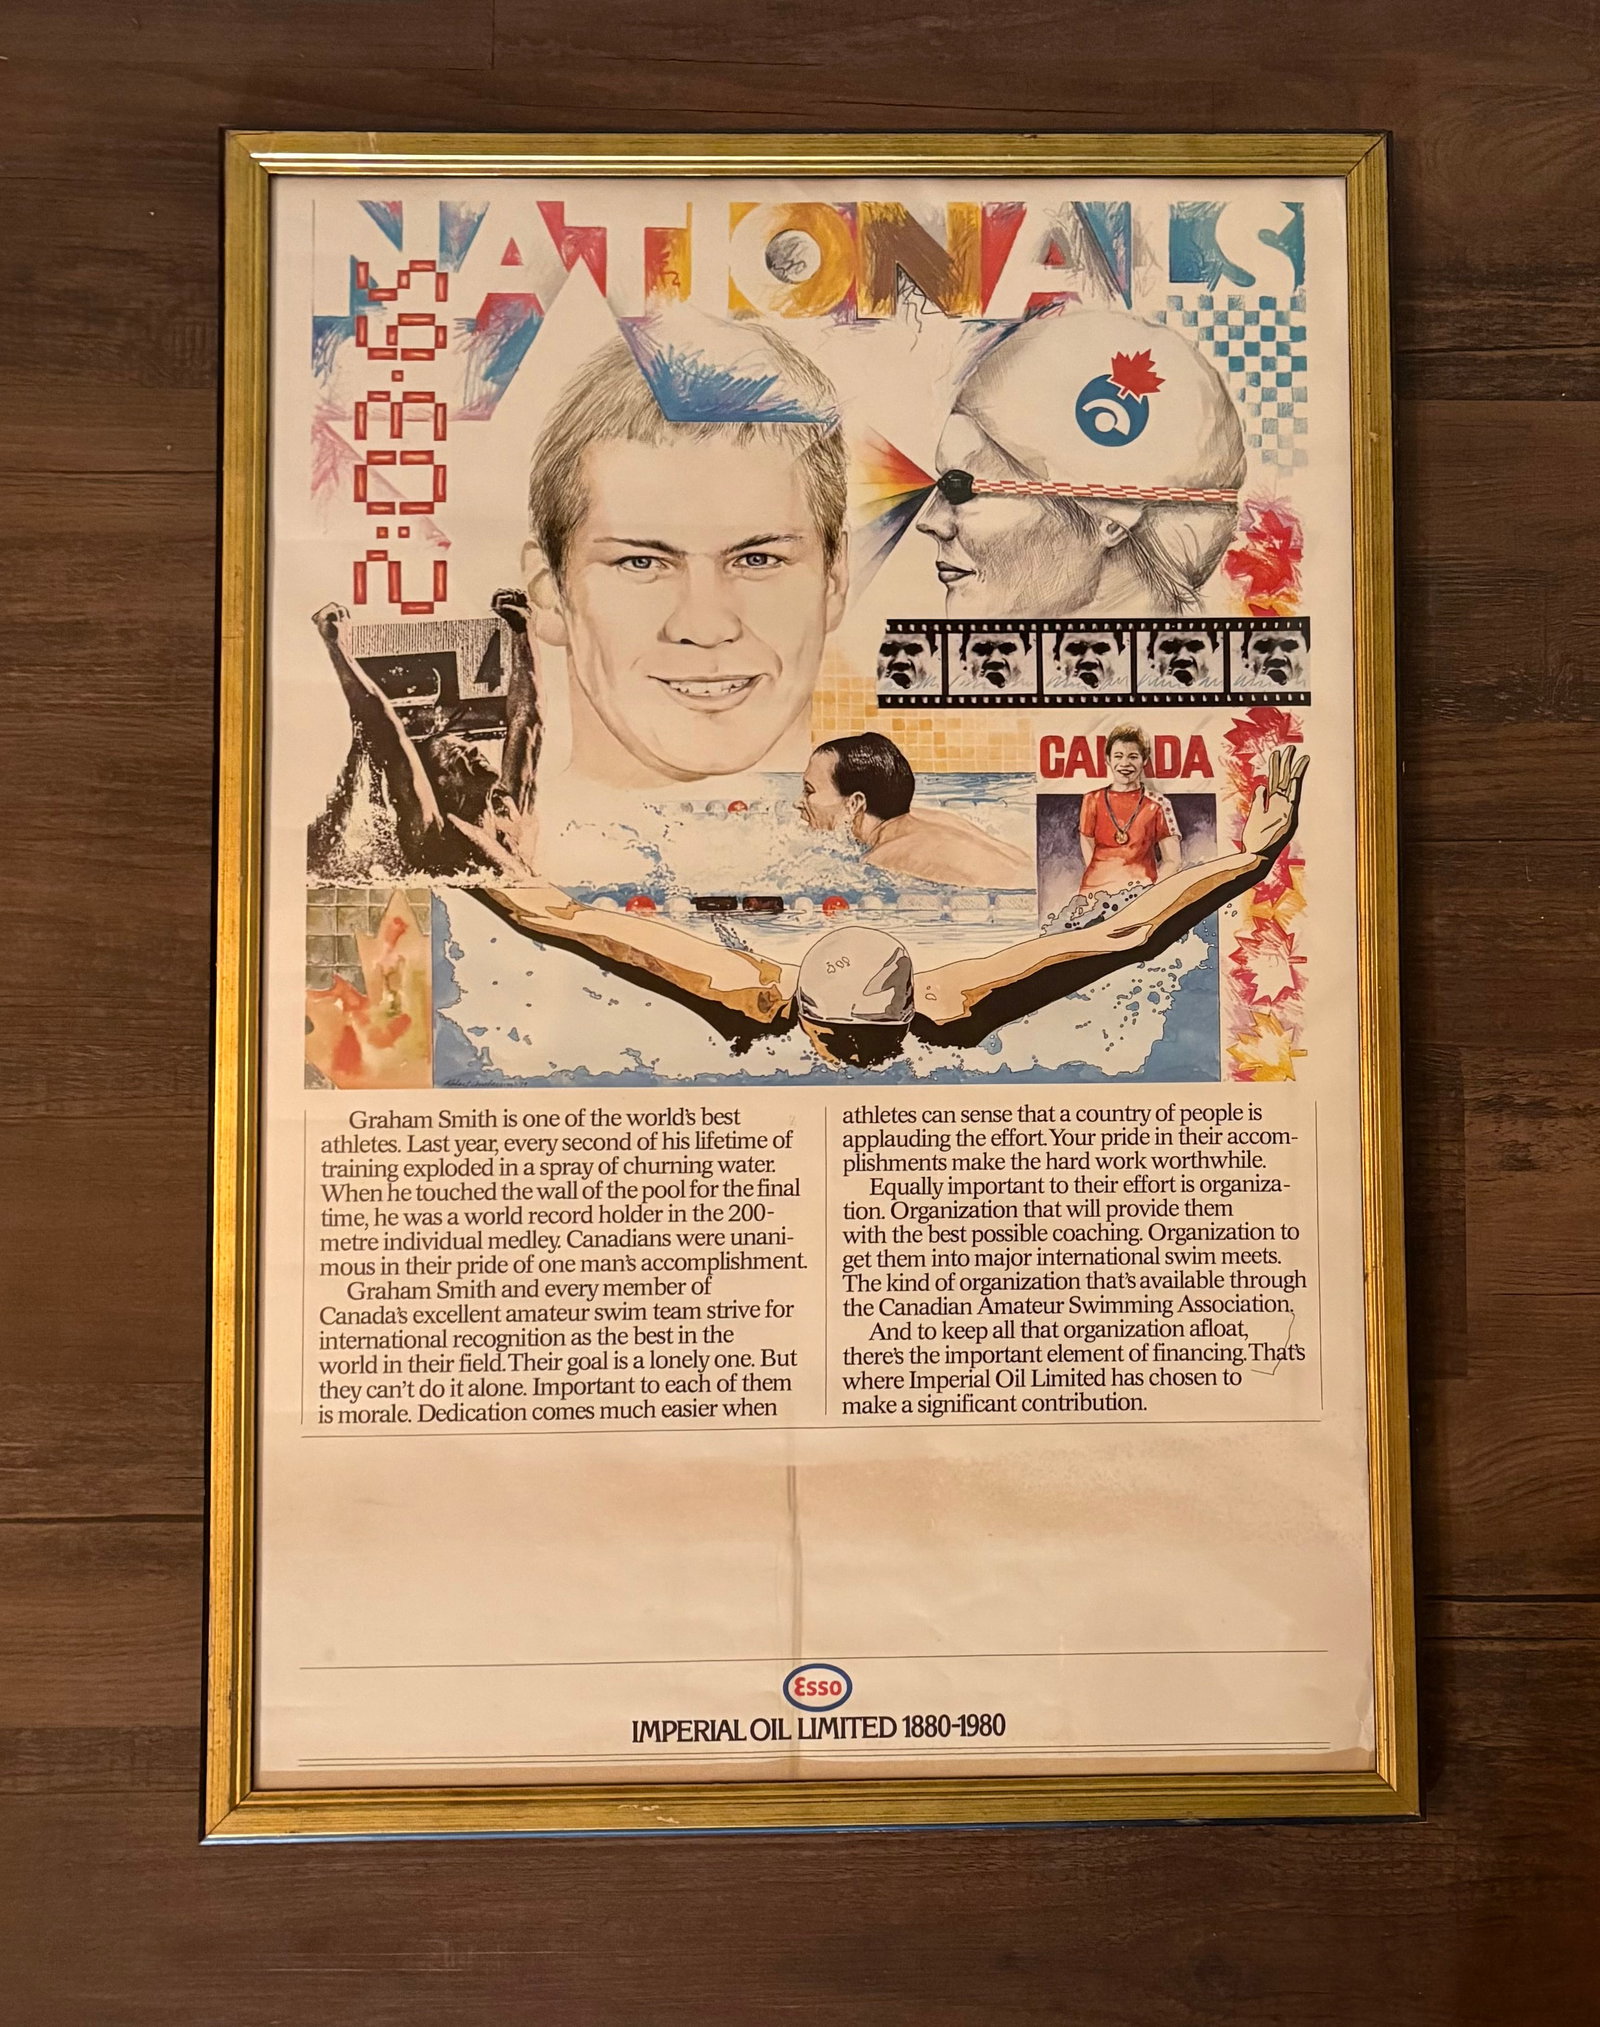 NATIONALS
2:03.65
4
CANADA
Graham Smith is one of the world's best
athletes. Last year, every second of his lifetime of
training exploded in a spray of churning water.
When he touched the wall of the pool for the final
time, he was a world record holder in the 200-
metre individual medley. Canadians were unani-
mous in their pride of one man's accomplishment.
Graham Smith and every member of
Canada's excellent amateur swim team strive for
international recognition as the best in the
world in their field. Their goal is a lonely one. But
they can't do it alone. Important to each of them
is morale. Dedication comes much easier when
athletes can sense that a country of people is
applauding the effort. Your pride in their accom-
plishments make the hard work worthwhile.
Equally important to their effort is organiza-
tion. Organization that will provide them
with the best possible coaching. Organization to
get them into major international swim meets.
The kind of organization that's available through
the Canadian Amateur Swimming Association.
And to keep all that organization afloat,
there's the important element of financing. That's
where Imperial Oil Limited has chosen to
make a significant contribution.
Esso
IMPERIAL OIL LIMITED 1880-1980